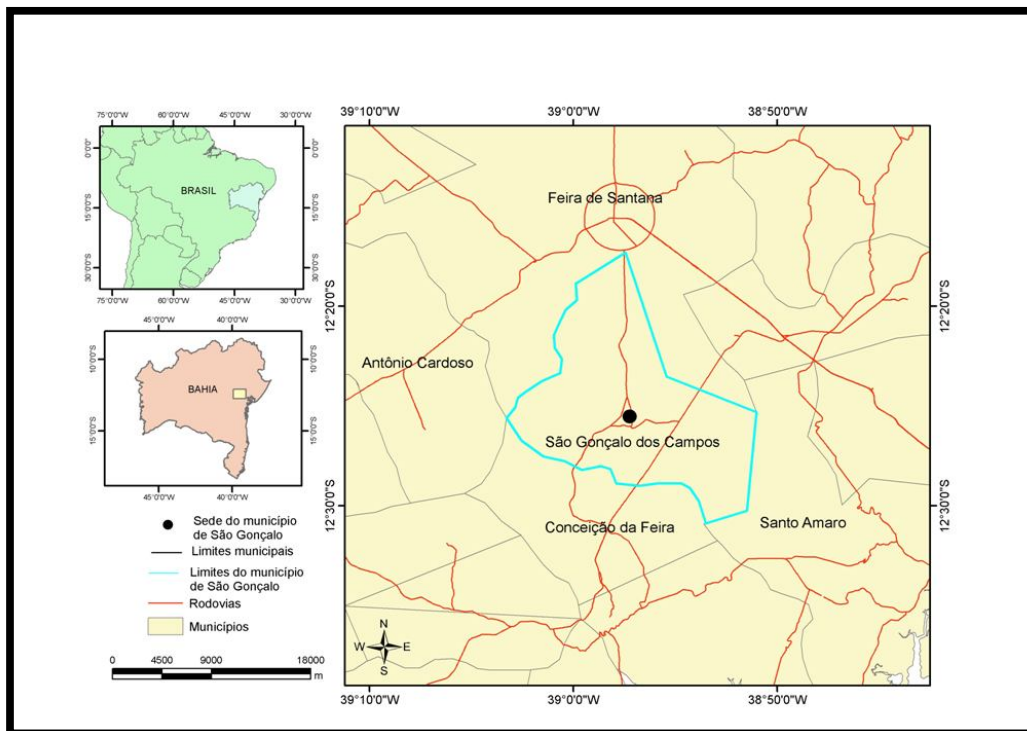 75°0'0"W 60°0'0"W 45°0'0"W 30°0'0"W
0°0'0" 0°0'0"
BRASIL
15°0'0"S 15°0'0"S
30°0'0"S 30°0'0"S
75°0'0"W 60°0'0"W 45°0'0"W 30°0'0"W
45°0'0"W 40°0'0"W
10°0'0"S 10°0'0"S
BAHIA
15°0'0"S 15°0'0"S
45°0'0"W 40°0'0"W
Sede do município
de São Gonçalo
Limites municipais
Limites do município
de São Gonçalo
Rodovias
Municípios
0 4500 9000 18000
m
39°10'0"W 39°0'0"W 38°50'0"W
Feira de Santana
12°20'0"S 12°20'0"S
Antônio Cardoso
São Gonçalo dos Campos
12°30'0"S 12°30'0"S
Conceição da Feira
Santo Amaro
N
W E
S
39°10'0"W 39°0'0"W 38°50'0"W